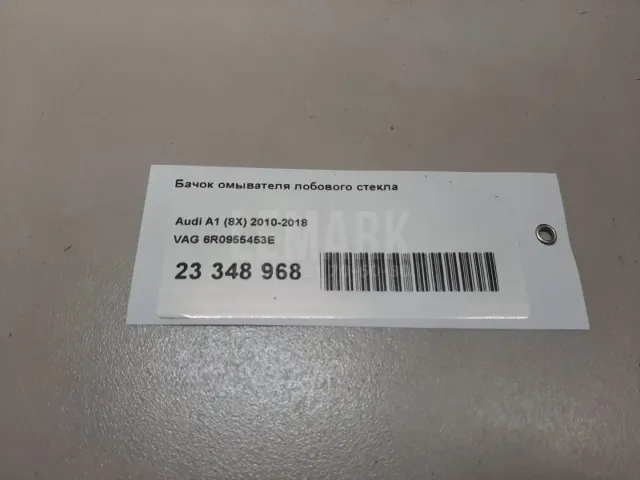 Бачок омывателя лобового стекла
Audi A1 (8X) 2010-2018
VAG 6R0955453E
23 348 968